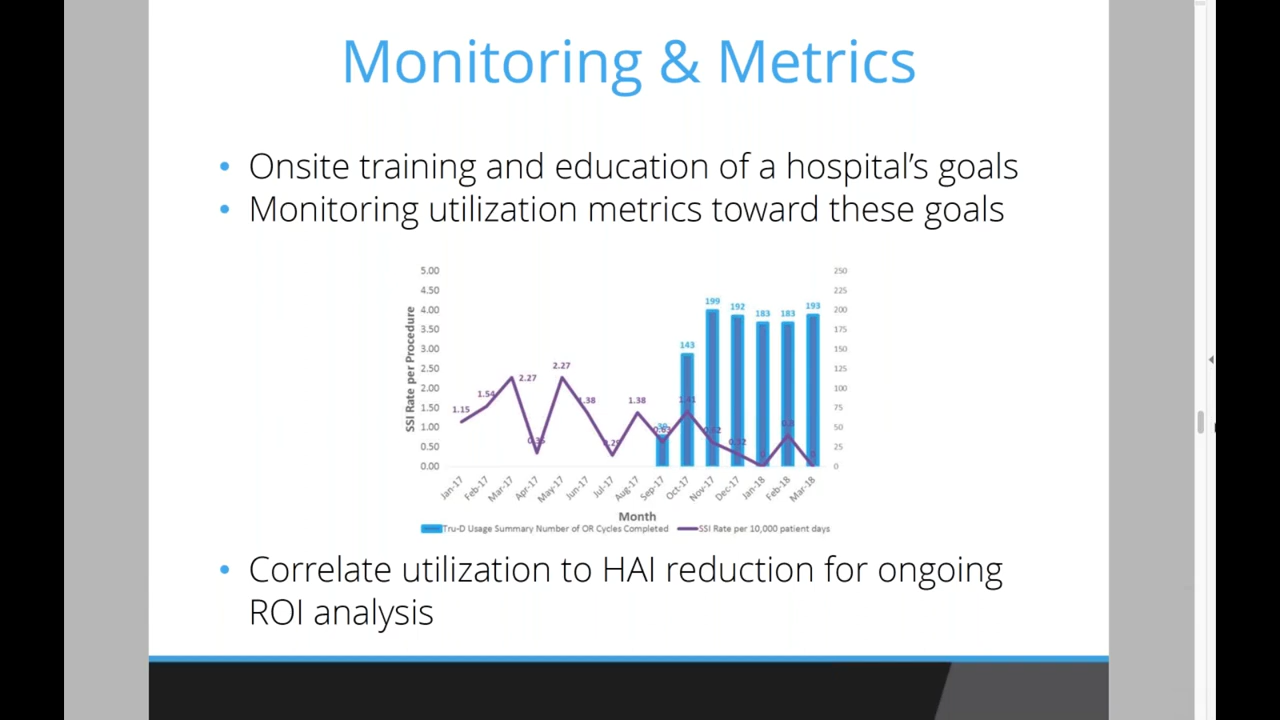 Monitoring & Metrics
• Onsite training and education of a hospital’s goals
• Monitoring utilization metrics toward these goals
5.00
4.50
4.00
3.50
3.00
2.50
2.00
1.50
1.00
0.50
0.00
SSI Rate per Procedure
1.15
1.54
2.27
2.27
1.38
1.38
143
199
192
183
183
193
250
225
200
175
150
125
100
75
50
25
0
Jan-17
Feb-17
Mar-17
Apr-17
May-17
Jun-17
Jul-17
Aug-17
Sep-17
Oct-17
Nov-17
Dec-17
Jan-18
Feb-18
Mar-18
Month
Tru-D Usage Summary Number of OR Cycles Completed
SSI Rate per 10,000 patient days
• Correlate utilization to HAI reduction for ongoing
ROI analysis